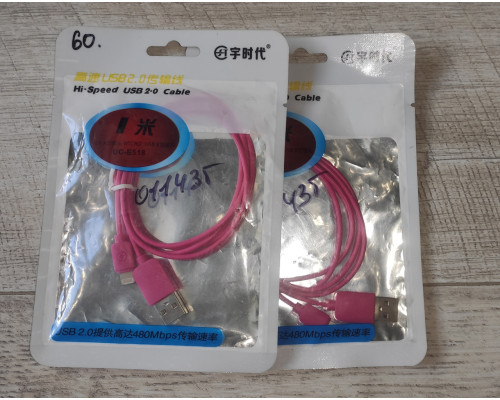 60.
字时代
高速USB2.0传输线
Hi-Speed USB 2.0 Cable
1米
011435
USB 2.0提供高达480Mbps传输速率
字时代
Cable
高达480Mbps传输速率